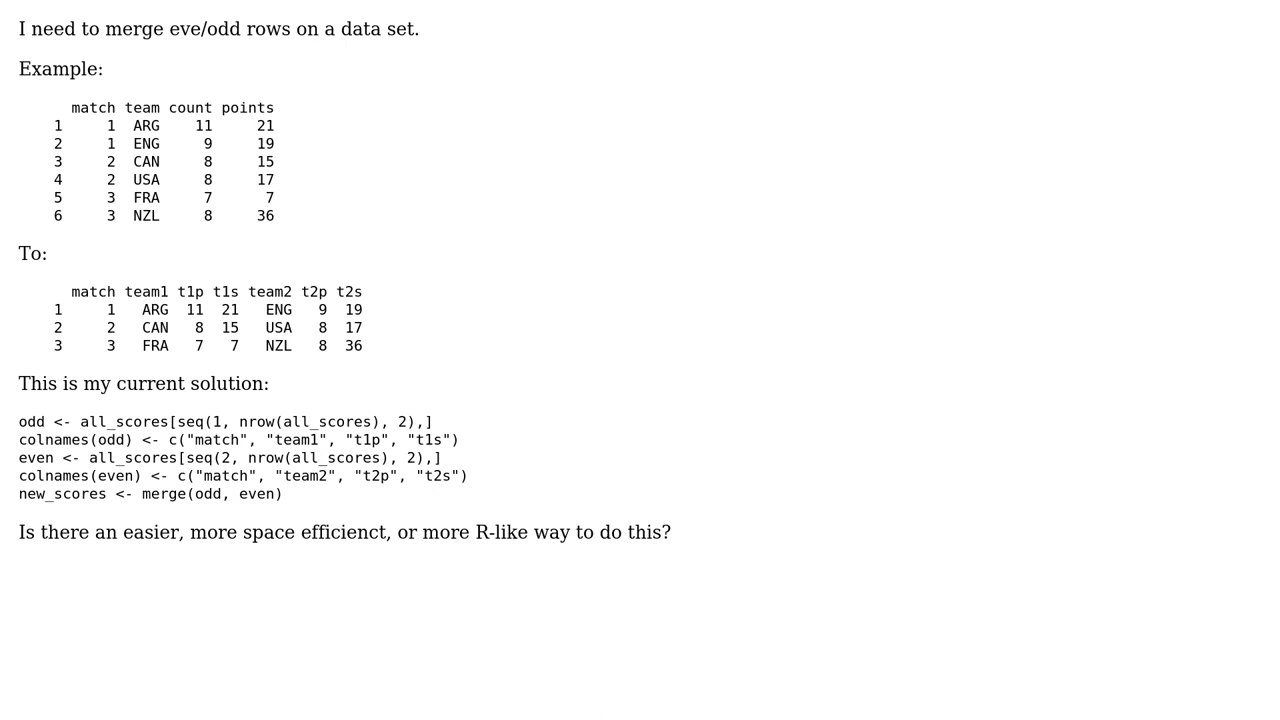 I need to merge eve/odd rows on a data set.
Example:
      match team count points
    1     1  ARG    11     21
    2     1  ENG     9     19
    3     2  CAN     8     15
    4     2  USA     8     17
    5     3  FRA     7      7
    6     3  NZL     8     36
To:
      match team1 t1p t1s team2 t2p t2s
    1     1   ARG  11  21   ENG   9  19
    2     2   CAN   8  15   USA   8  17
    3     3   FRA   7   7   NZL   8  36
This is my current solution:
odd <- all_scores[seq(1, nrow(all_scores), 2),]
colnames(odd) <- c("match", "team1", "t1p", "t1s")
even <- all_scores[seq(2, nrow(all_scores), 2),]
colnames(even) <- c("match", "team2", "t2p", "t2s")
new_scores <- merge(odd, even)
Is there an easier, more space efficienct, or more R-like way to do this?